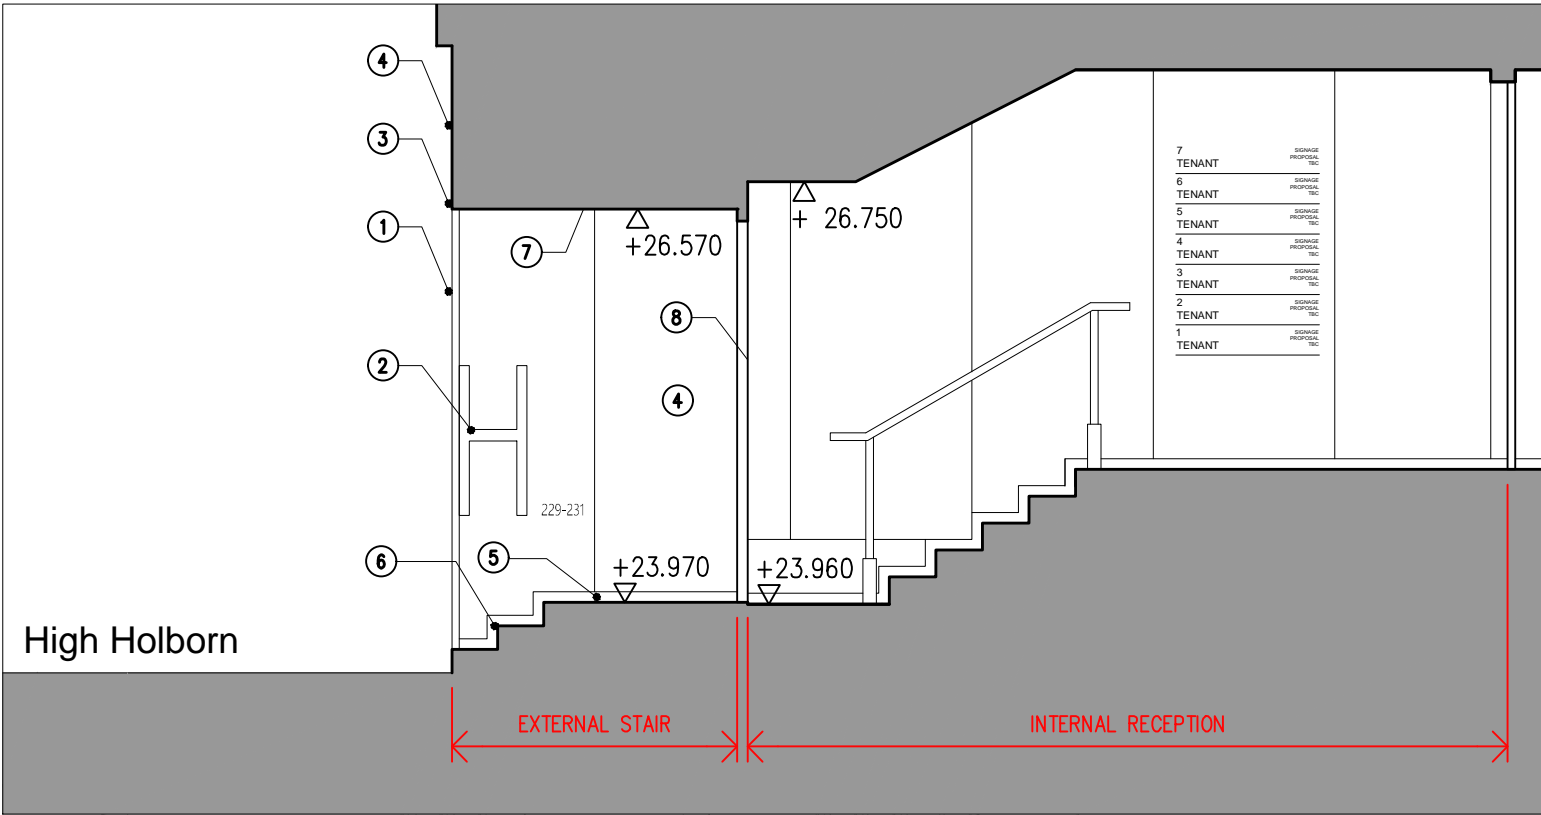 4
3
1
2
6
7
+26.570
+ 26.750
8
4
H
229-231
5
+23.970
+23.960
7
TENANT
SIGNAGE
PROPOSAL
TBC
6
TENANT
SIGNAGE
PROPOSAL
TBC
5
TENANT
SIGNAGE
PROPOSAL
TBC
4
TENANT
SIGNAGE
PROPOSAL
TBC
3
TENANT
SIGNAGE
PROPOSAL
TBC
2
TENANT
SIGNAGE
PROPOSAL
TBC
1
TENANT
SIGNAGE
PROPOSAL
TBC
High Holborn
EXTERNAL STAIR
INTERNAL RECEPTION